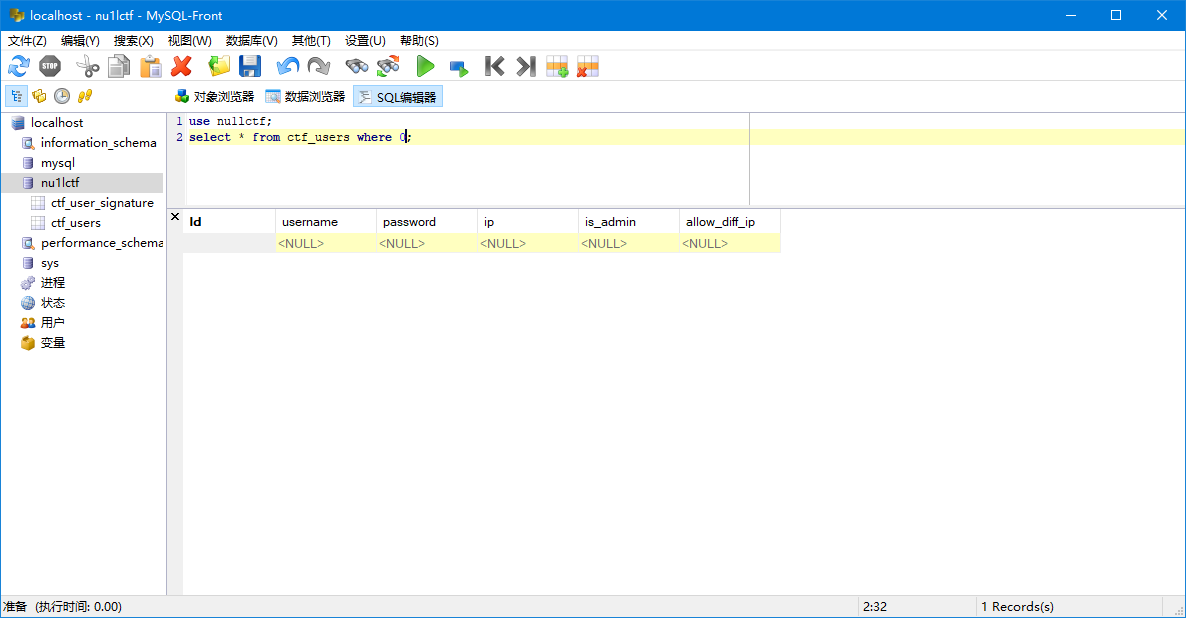 localhost - nu1lctf - MySQL-Front
文件(Z) 编辑(Y) 搜索(X) 视图(W) 数据库(V) 其他(T) 设置(U) 帮助(S)
STOP
对象浏览器 数据浏览器 SQL编辑器
localhost
information_schema
mysql
nu1lctf
ctf_user_signature
ctf_users
performance_schema
sys
进程
状态
用户
变量
1 use nu1lctf;
2 select * from ctf_users where 0;
Id username password ip is_admin allow_diff_ip
<NULL> <NULL> <NULL> <NULL> <NULL>
准备 (执行时间: 0.00) 2:32 1 Records(s)